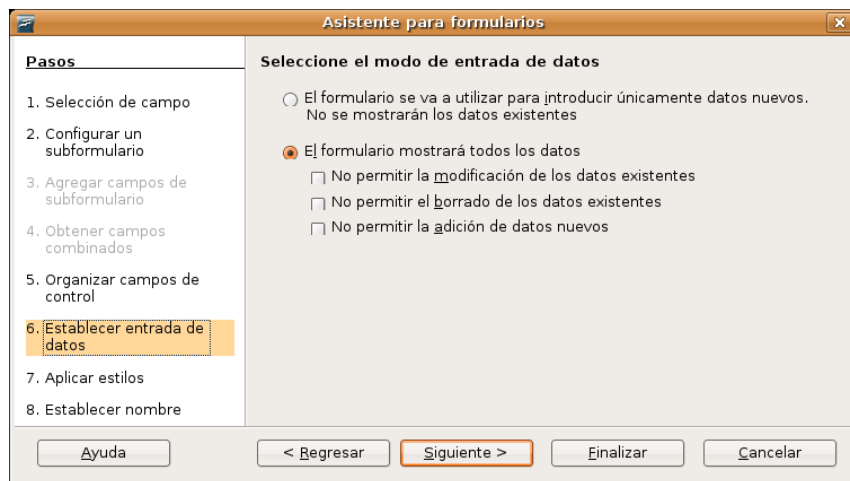 Asistente para formularios
Pasos
1. Selección de campo
2. Configurar un
subformulario
3. Agregar campos de
subformulario
4. Obtener campos
combinados
5. Organizar campos de
control
6. Establecer entrada de
datos
7. Aplicar estilos
8. Establecer nombre
Seleccione el modo de entrada de datos
El formulario se va a utilizar para introducir únicamente datos nuevos.
No se mostrarán los datos existentes
El formulario mostrará todos los datos
No permitir la modificación de los datos existentes
No permitir el borrado de los datos existentes
No permitir la adición de datos nuevos
Ayuda
< Regresar
Siguiente >
Finalizar
Cancelar